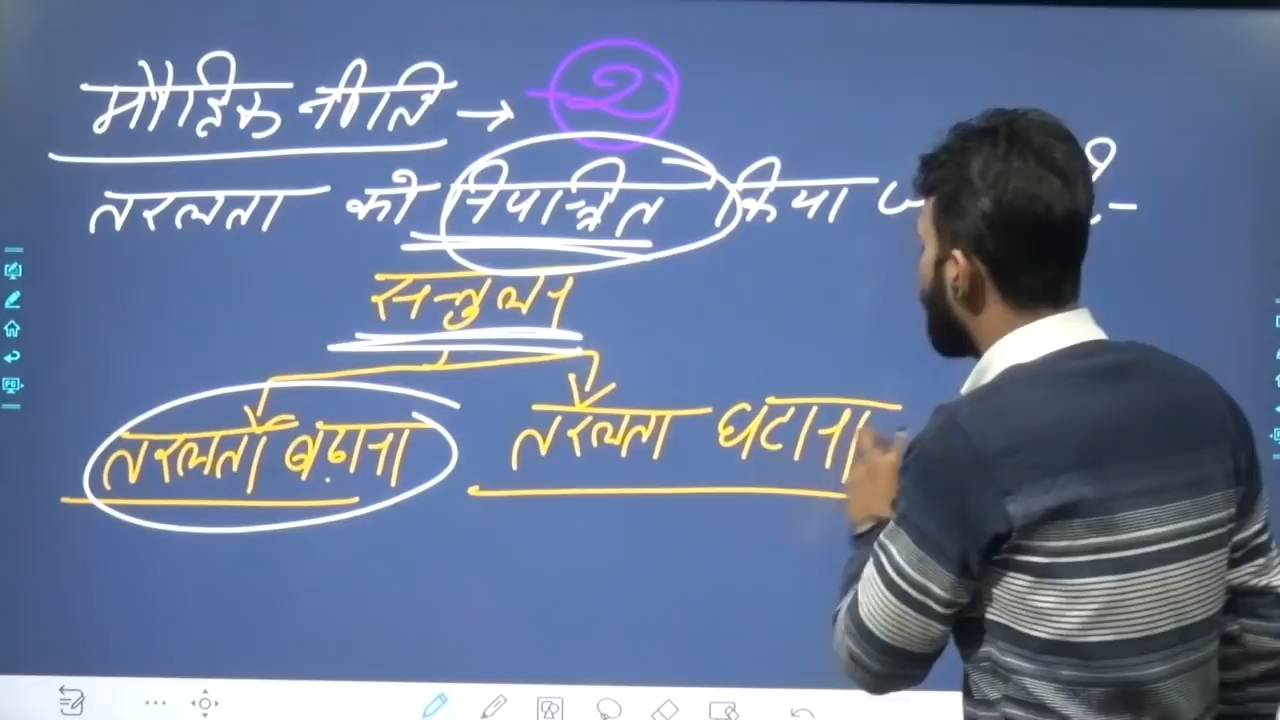 मौद्रिक नीति → 2
तरलता को नियन्त्रित किया
सन्तुलन
तरलता बढ़ाना तरलता घटाना